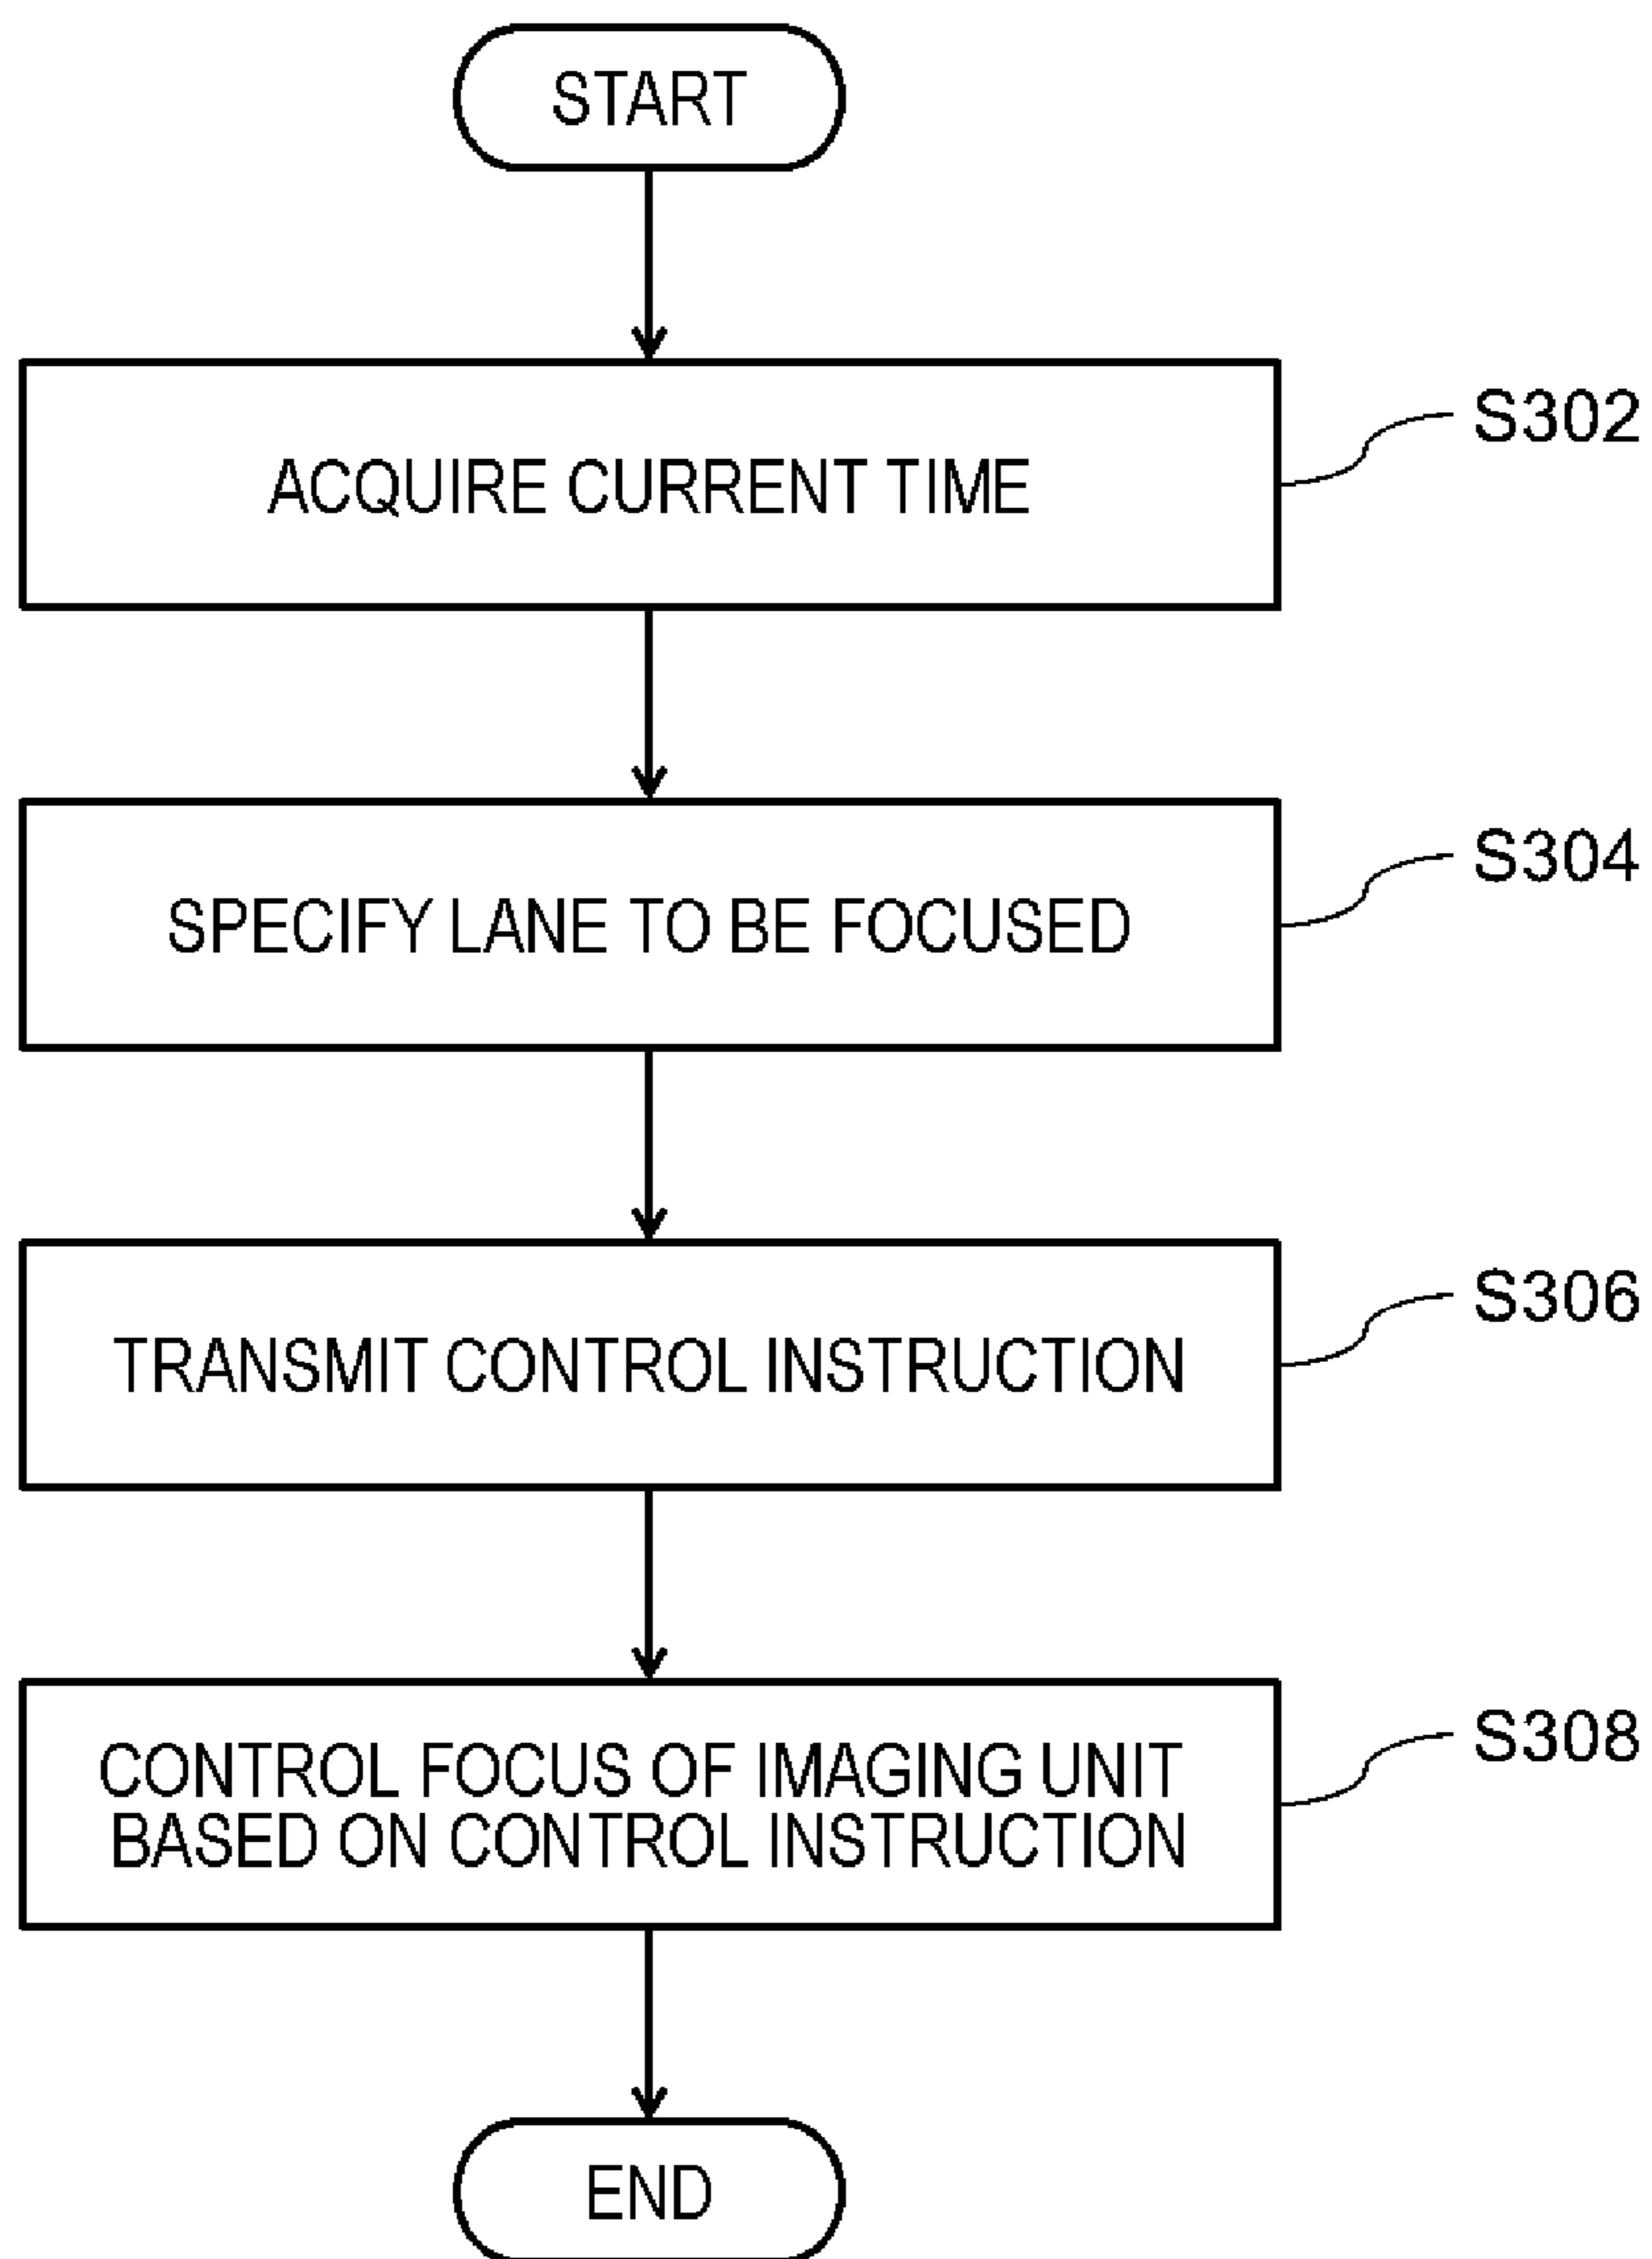 START
ACQUIRE CURRENT TIME
S302
SPECIFY LANE TO BE FOCUSED
S304
TRANSMIT CONTROL INSTRUCTION
S306
CONTROL FOCUS OF IMAGING UNIT
BASED ON CONTROL INSTRUCTION
S308
END